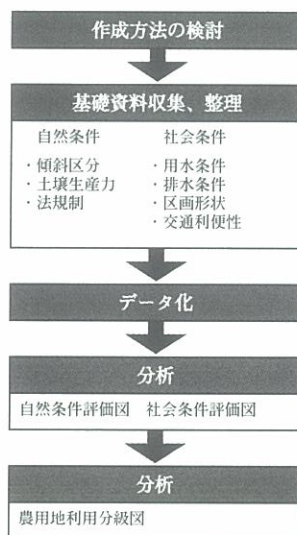 作成方法の検討
基礎資料収集、整理
自然条件　社会条件
・傾斜区分　・用水条件
・土壌生産力　・排水条件
・法規制　・区画形状
・交通利便性
データ化
分析
自然条件評価図　社会条件評価図
分析
農用地利用分級図